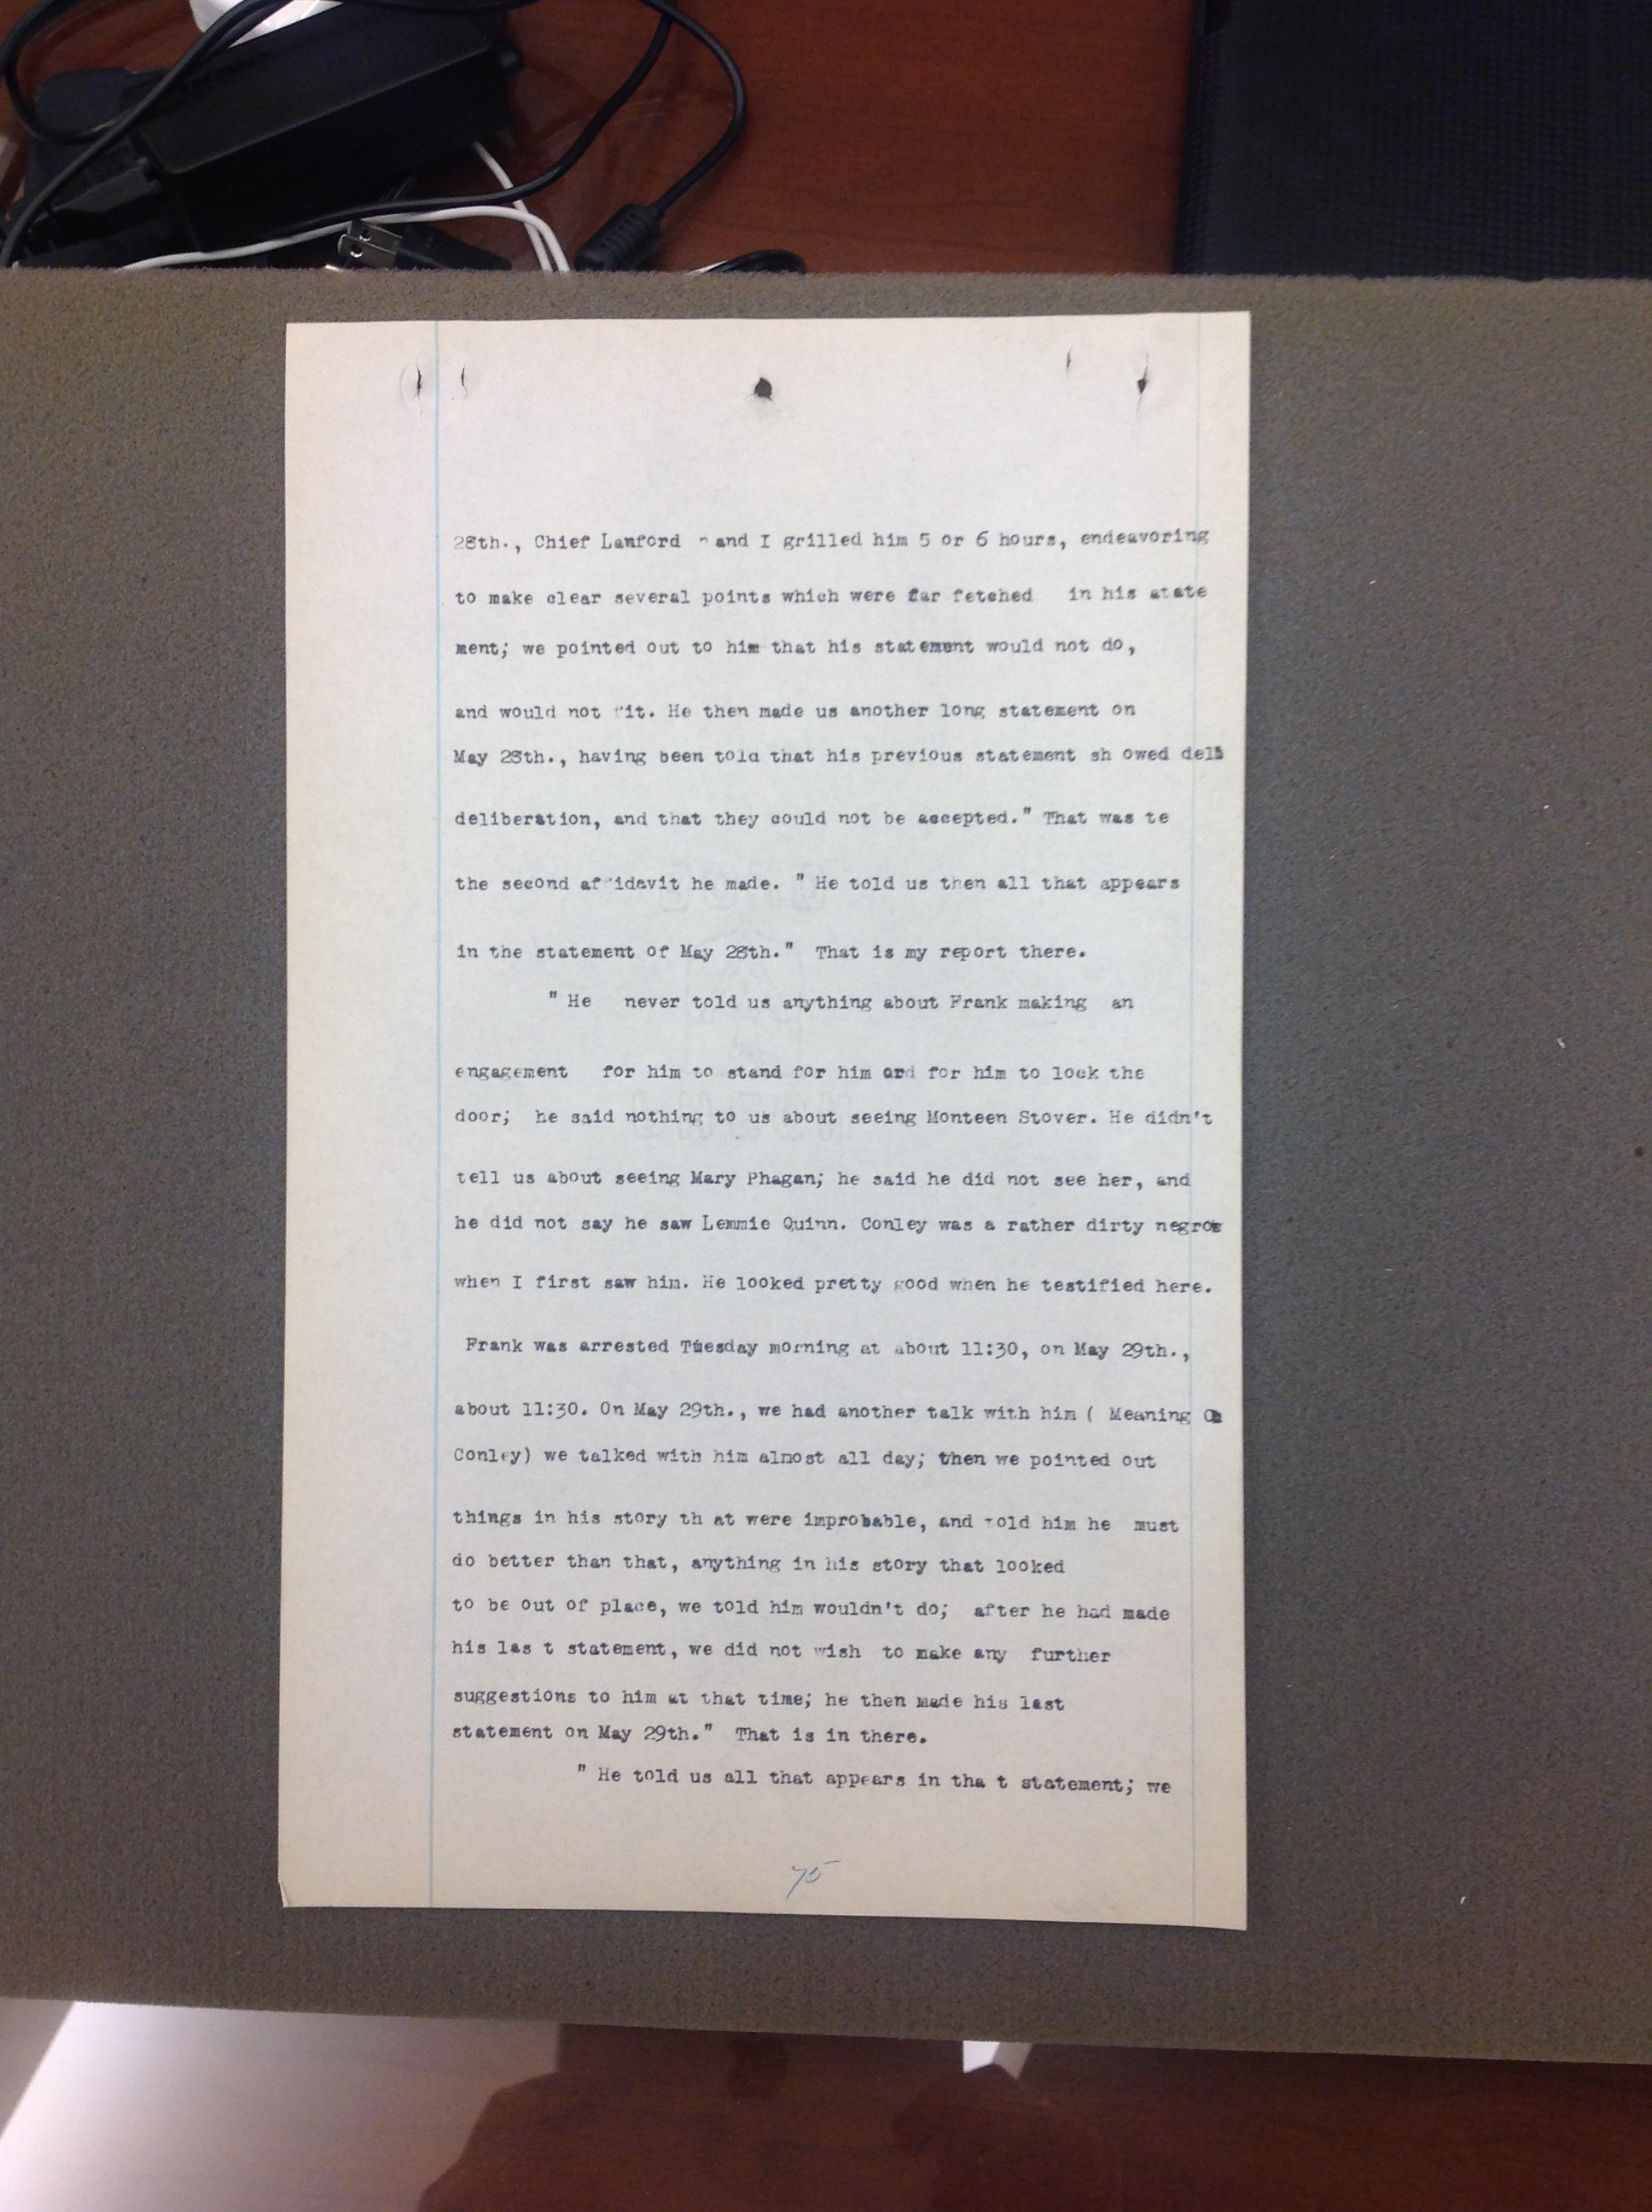 28th., Chief Lanford and I grilled him 5 or 6 hours, endeavoring
to make clear several points which were far fetched in his atate
ment; we pointed out to him that his statement would not do,
and would not fit. He then made us another long statement on
May 28th., having been told that his previous statement sh owed deli
deliberation, and that they could not be accepted." That was te
the second affidavit he made. " He told us then all that appears
in the statement of May 28th." That is my report there.
" He never told us anything about Frank making an
engagement for him to stand for him ord for him to lock the
door; he said nothing to us about seeing Monteen Stover. He didn't
tell us about seeing Mary Phagan; he said he did not see her, and
he did not say he saw Lemmie Quinn. Conley was a rather dirty negro
when I first saw him. He looked pretty good when he testified here.
Frank was arrested Tuesday morning at about 11:30, on May 29th.,
about 11:30. On May 29th., we had another talk with him ( Meaning
Conley) we talked with him almost all day; then we pointed out
things in his story th at were improbable, and told him he must
do better than that, anything in his story that looked
to be out of place, we told him wouldn't do; after he had made
his las t statement, we did not wish to make any further
suggestions to him at that time; he then made his last
statement on May 29th." That is in there.
" He told us all that appears in tha t statement; we
75